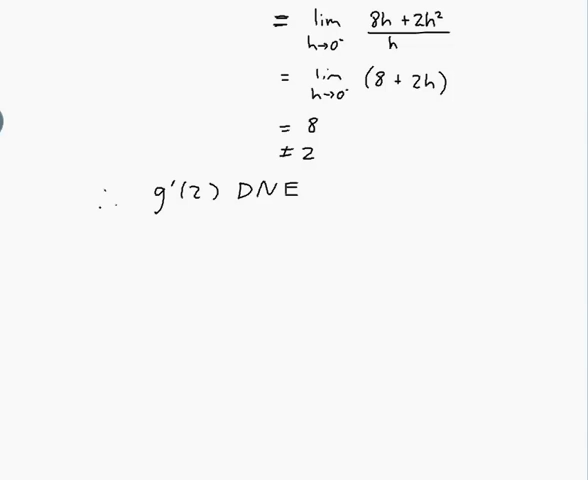 = lim h→0⁻ (8h + 2h²)/h
= lim h→0⁻ (8 + 2h)
= 8
≠ 2
∴ g'(2) DNE